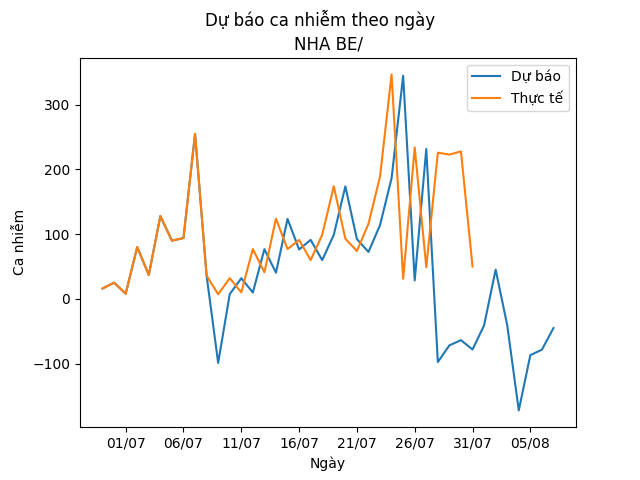 Dự báo ca nhiễm theo ngày
NHA BE/
Dự báo
Thực tế
Ca nhiễm
300
200
100
0
−100
01/07 06/07 11/07 16/07 21/07 26/07 31/07 05/08
Ngày